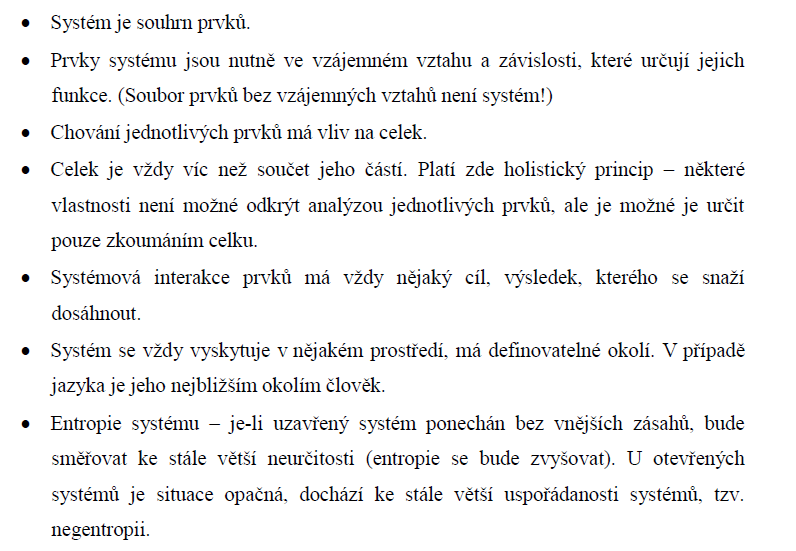 • Systém je souhrn prvků.
• Prvky systému jsou nutně ve vzájemném vztahu a závislosti, které určují jejich
funkce. (Soubor prvků bez vzájemných vztahů není systém!)
• Chování jednotlivých prvků má vliv na celek.
• Celek je vždy víc než součet jeho částí. Platí zde holistický princip – některé
vlastnosti není možné odkrýt analýzou jednotlivých prvků, ale je možné je určit
pouze zkoumáním celku.
• Systémová interakce prvků má vždy nějaký cíl, výsledek, kterého se snaží
dosáhnout.
• Systém se vždy vyskytuje v nějakém prostředí, má definovatelné okolí. V případě
jazyka je jeho nejbližším okolím člověk.
• Entropie systému – je-li uzavřený systém ponechán bez vnějších zásahů, bude
směřovat ke stále větší neurčitosti (entropie se bude zvyšovat). U otevřených
systémů je situace opačná, dochází ke stále větší uspořádanosti systémů, tzv.
negentropii.